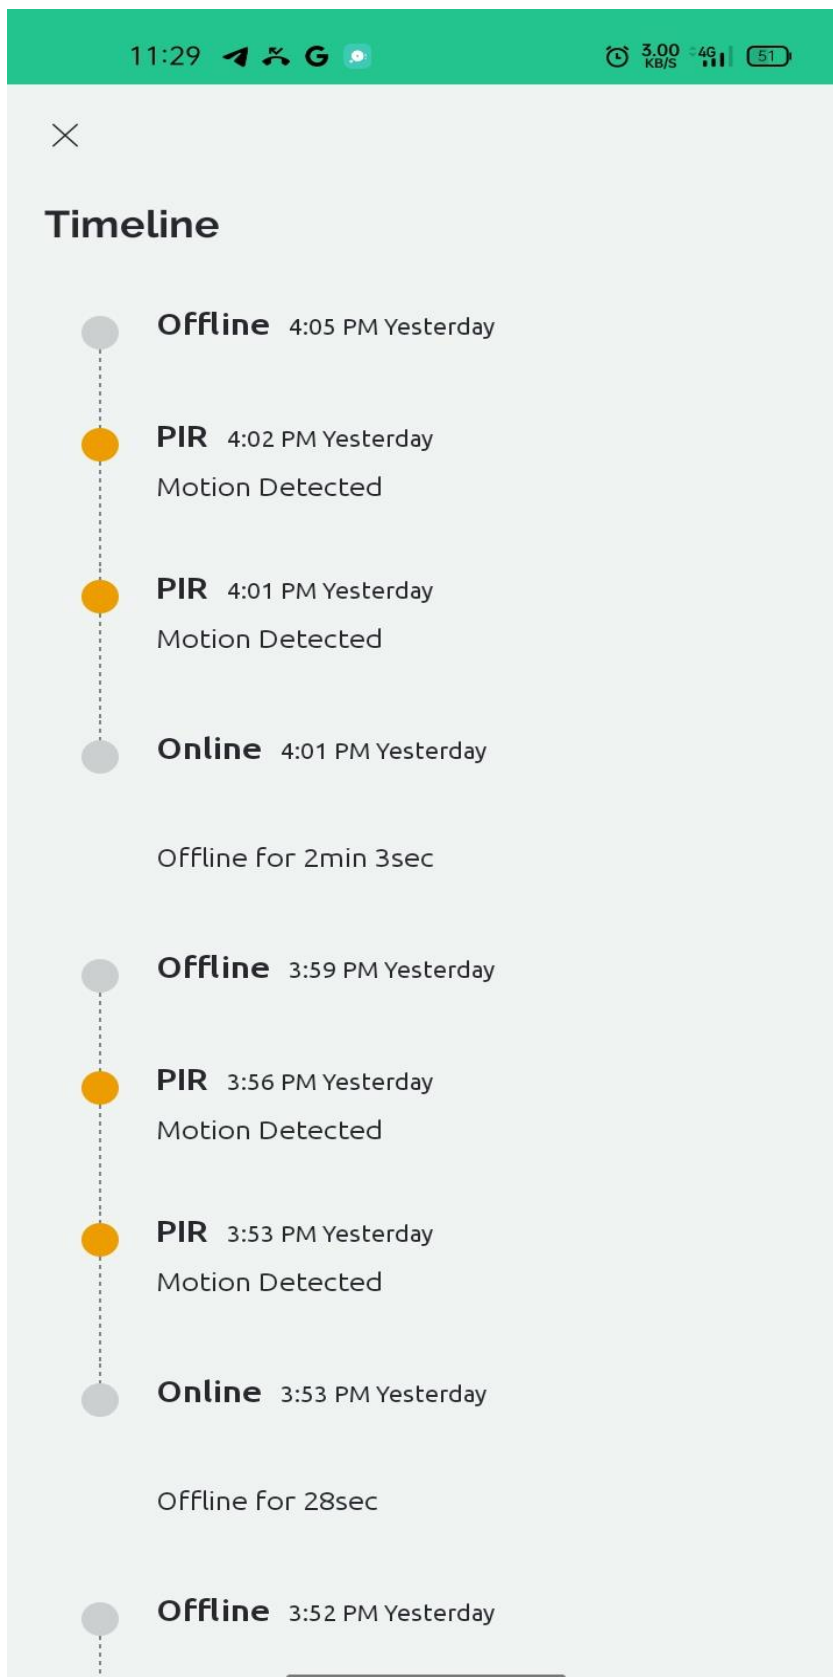 11:29 G 3.00 KB/S 4G 51
Timeline
Offline 4:05 PM Yesterday
PIR 4:02 PM Yesterday
Motion Detected
PIR 4:01 PM Yesterday
Motion Detected
Online 4:01 PM Yesterday
Offline for 2min 3sec
Offline 3:59 PM Yesterday
PIR 3:56 PM Yesterday
Motion Detected
PIR 3:53 PM Yesterday
Motion Detected
Online 3:53 PM Yesterday
Offline for 28sec
Offline 3:52 PM Yesterday